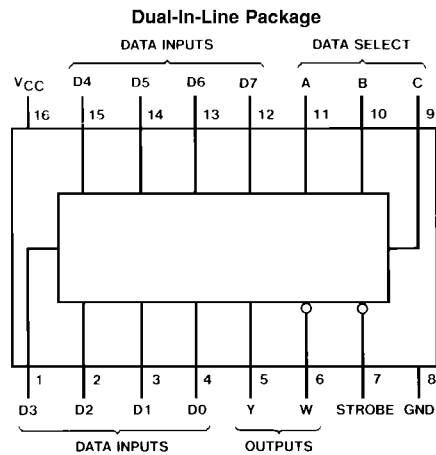 Dual-In-Line Package
DATA INPUTS DATA SELECT
VCC D4 D5 D6 D7 A B C
16 15 14 13 12 11 10 9
1 2 3 4 5 6 7 8
D3 D2 D1 D0 Y W STROBE GND
DATA INPUTS OUTPUTS